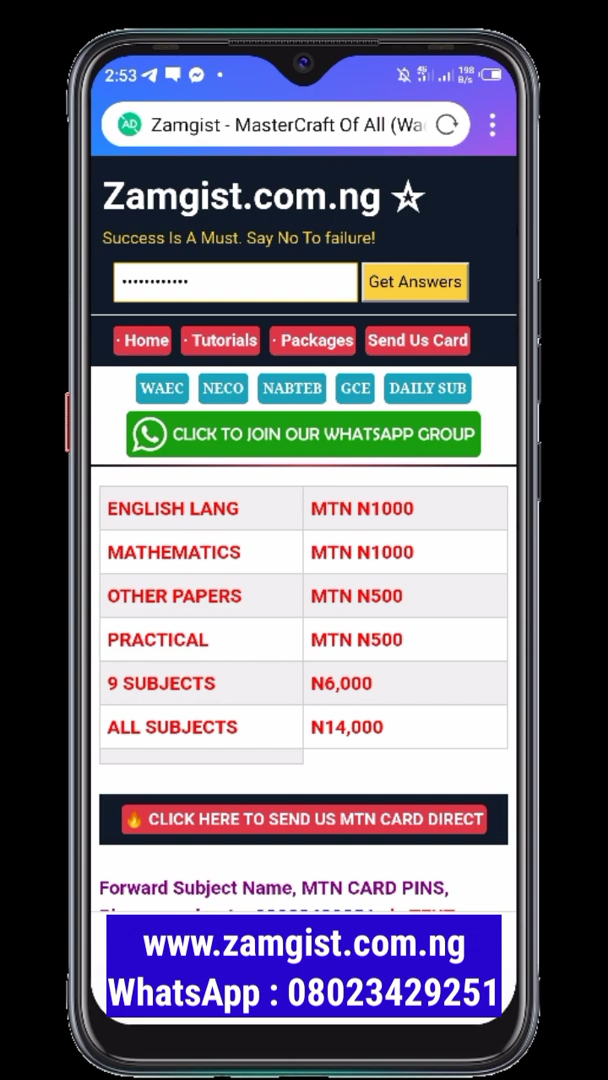 2:53
198
B/s
AD Zamgist - MasterCraft Of All (Wa
Zamgist.com.ng ☆
Success Is A Must. Say No To failure!
•••••••••••• Get Answers
· Home · Tutorials · Packages Send Us Card
WAEC NECO NABTEB GCE DAILY SUB
CLICK TO JOIN OUR WHATSAPP GROUP
ENGLISH LANG MTN N1000
MATHEMATICS MTN N1000
OTHER PAPERS MTN N500
PRACTICAL MTN N500
9 SUBJECTS N6,000
ALL SUBJECTS N14,000
🔥 CLICK HERE TO SEND US MTN CARD DIRECT
Forward Subject Name, MTN CARD PINS,
www.zamgist.com.ng
WhatsApp : 08023429251